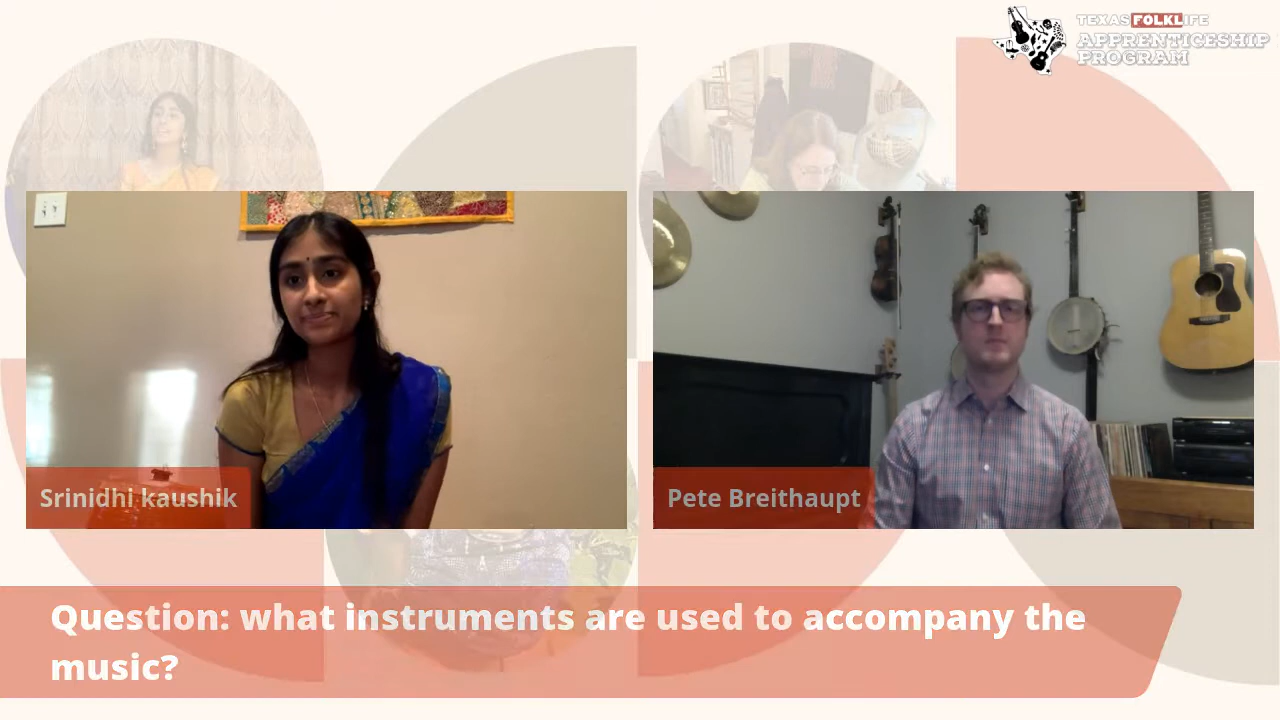 TEXAS FOLKLIFE
APPRENTICESHIP
PROGRAM
Srinidhi kaushik
Pete Breithaupt
Question: what instruments are used to accompany the
music?